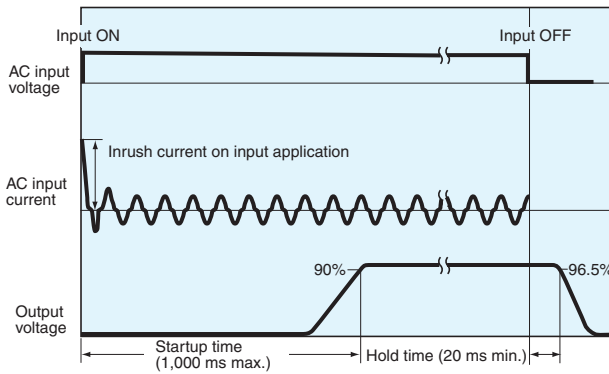 Input ON
Input OFF
AC input
voltage
Inrush current on input application
AC input
current
90%
96.5%
Output
voltage
Startup time
(1,000 ms max.)
Hold time (20 ms min.)